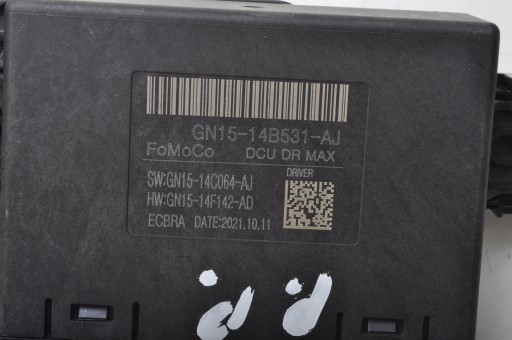 GN15-14B531-AJ
FoMoCo DCU DR MAX
SW:GN15-14C064-AJ DRIVER
HW:GN15-14F142-AD
ECBRA DATE:2021.10.11